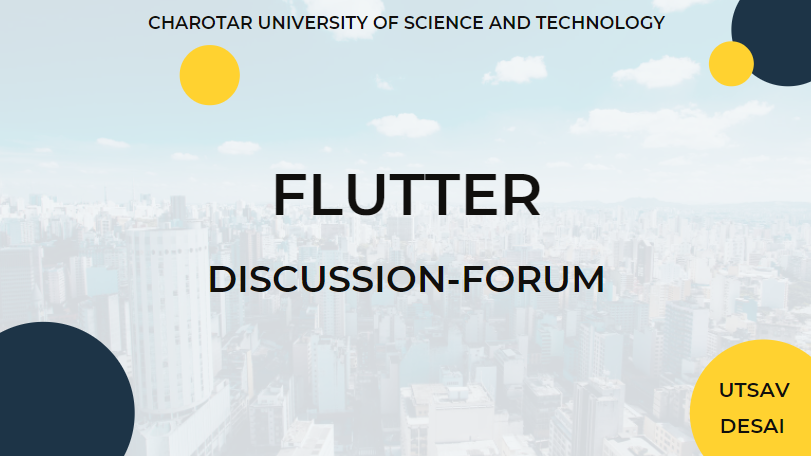 CHAROTAR UNIVERSITY OF SCIENCE AND TECHNOLOGY
FLUTTER
DISCUSSION-FORUM
UTSAV
DESAI